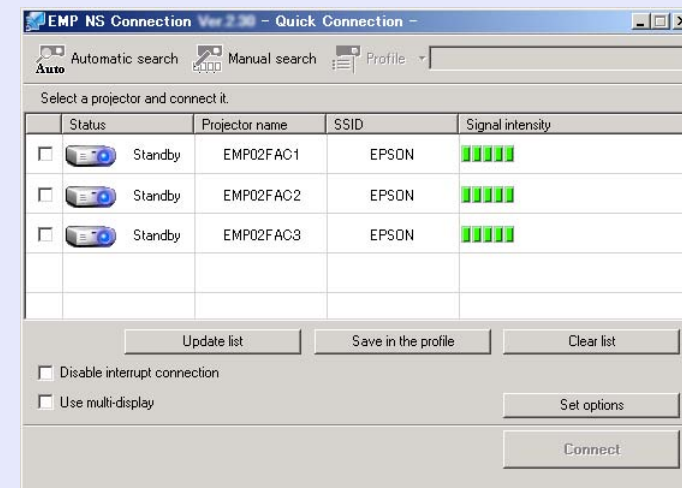 EMP NS Connection Ver.2.30 - Quick Connection -
Auto Automatic search Manual search Profile
Select a projector and connect it.
Status Projector name SSID Signal intensity
Standby EMP02FAC1 EPSON
Standby EMP02FAC2 EPSON
Standby EMP02FAC3 EPSON
Update list Save in the profile Clear list
Disable interrupt connection
Use multi-display
Set options
Connect